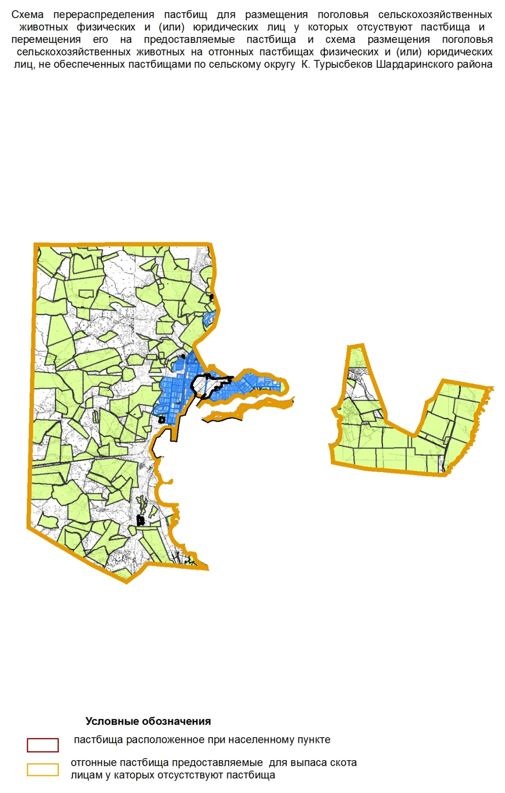 Схема перераспределения пастбищ для размещения поголовья сельскохозяйственных
животных физических и (или) юридических лиц у которых отсуствуют пастбища и
перемещения его на предоставляемые пастбища и схема размещения поголовья
сельскохозяйственных животных на отгонных пастбищах физических и (или) юридических
лиц, не обеспеченных пастбищами по сельскому округу К. Турысбеков Шардаринского района
Условные обозначения
пастбища расположенное при населенному пункте
отгонные пастбища предоставляемые для выпаса скота
лицам у каторых отсустствуют пастбища